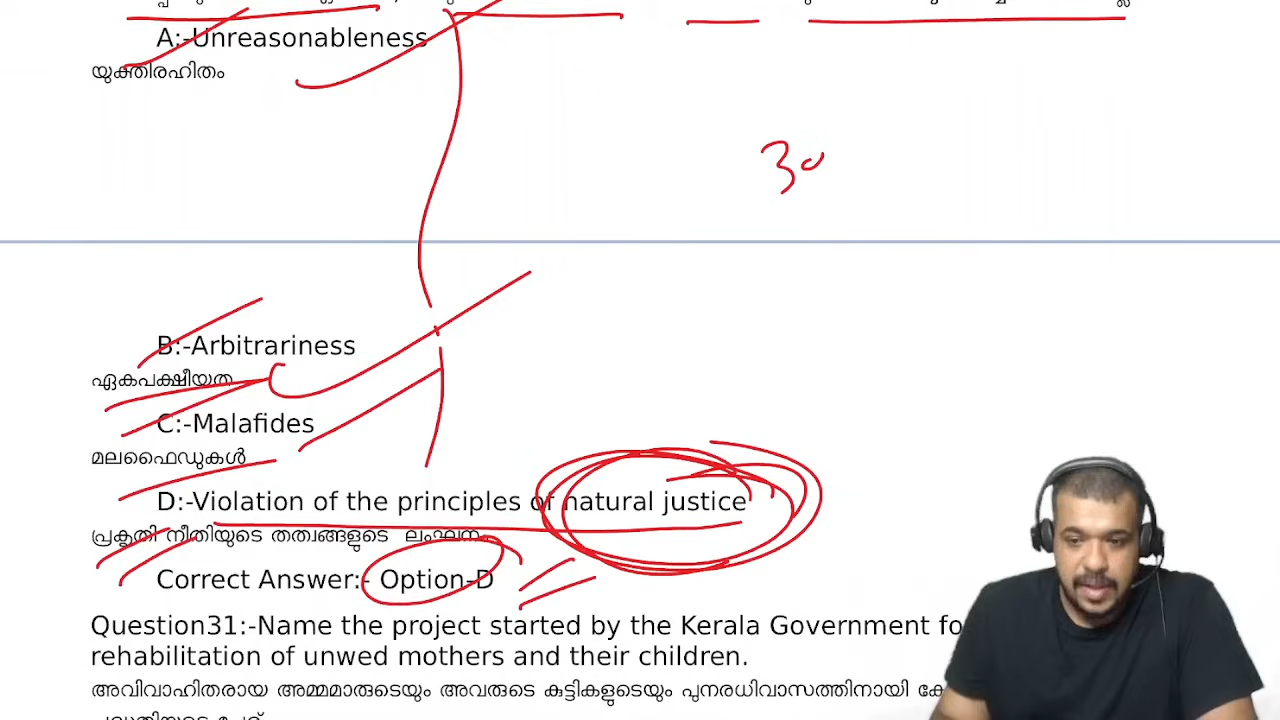 A:-Unreasonableness
യുക്തിരഹിതം
30
B:-Arbitrariness
ഏകപക്ഷീയത
C:-Malafides
മലഫൈഡുകൾ
D:-Violation of the principles of natural justice
പ്രകൃതി നീതിയുടെ തത്വങ്ങളുടെ ലംഘനം
Correct Answer:- Option-D
Question31:-Name the project started by the Kerala Government fo
rehabilitation of unwed mothers and their children.
അവിവാഹിതരായ അമ്മമാരുടെയും അവരുടെ കുട്ടികളുടെയും പുനരധിവാസത്തിനായി കേ